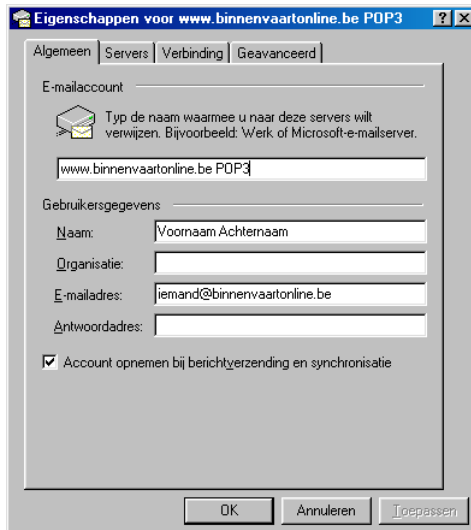 Eigenschappen voor www.binnenvaartonline.be POP3
Algemeen Servers Verbinding Geavanceerd
E-mailaccount
Typ de naam waarmee u naar deze servers wilt
verwijzen. Bijvoorbeeld: Werk of Microsoft-e-mailserver.
www.binnenvaartonline.be POP3
Gebruikersgegevens
Naam: Voornaam Achternaam
Organisatie:
E-mailadres: iemand@binnenvaartonline.be
Antwoordadres:
Account opnemen bij berichtverzending en synchronisatie
OK Annuleren Toepassen